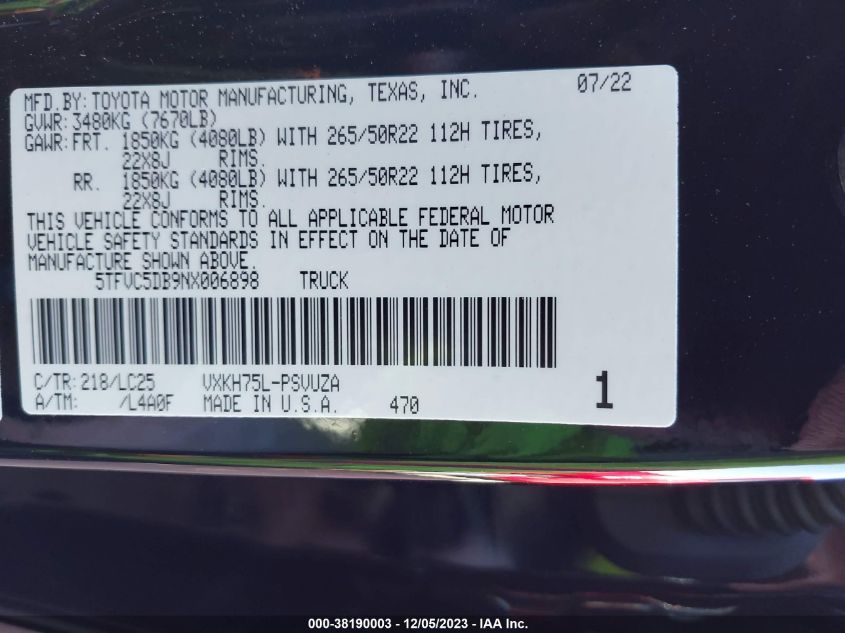 MFD.BY: TOYOTA MOTOR MANUFACTURING, TEXAS, INC. 07/22
GVWR: 3480KG (7670LB)
GAWR: FRT. 1850KG (4080LB) WITH 265/50R22 112H TIRES,
22X8J RIMS.
RR. 1850KG (4080LB) WITH 265/50R22 112H TIRES,
22X8J RIMS.
THIS VEHICLE CONFORMS TO ALL APPLICABLE FEDERAL MOTOR
VEHICLE SAFETY STANDARDS IN EFFECT ON THE DATE OF
MANUFACTURE SHOWN ABOVE.
5TFVC5DB9NX006898 TRUCK
C/TR: 218/LC25 VXKH75L-PSVUZA
A/TM: /L4A0F MADE IN U.S.A. 470 1
000-38190003 - 12/05/2023 - IAA Inc.